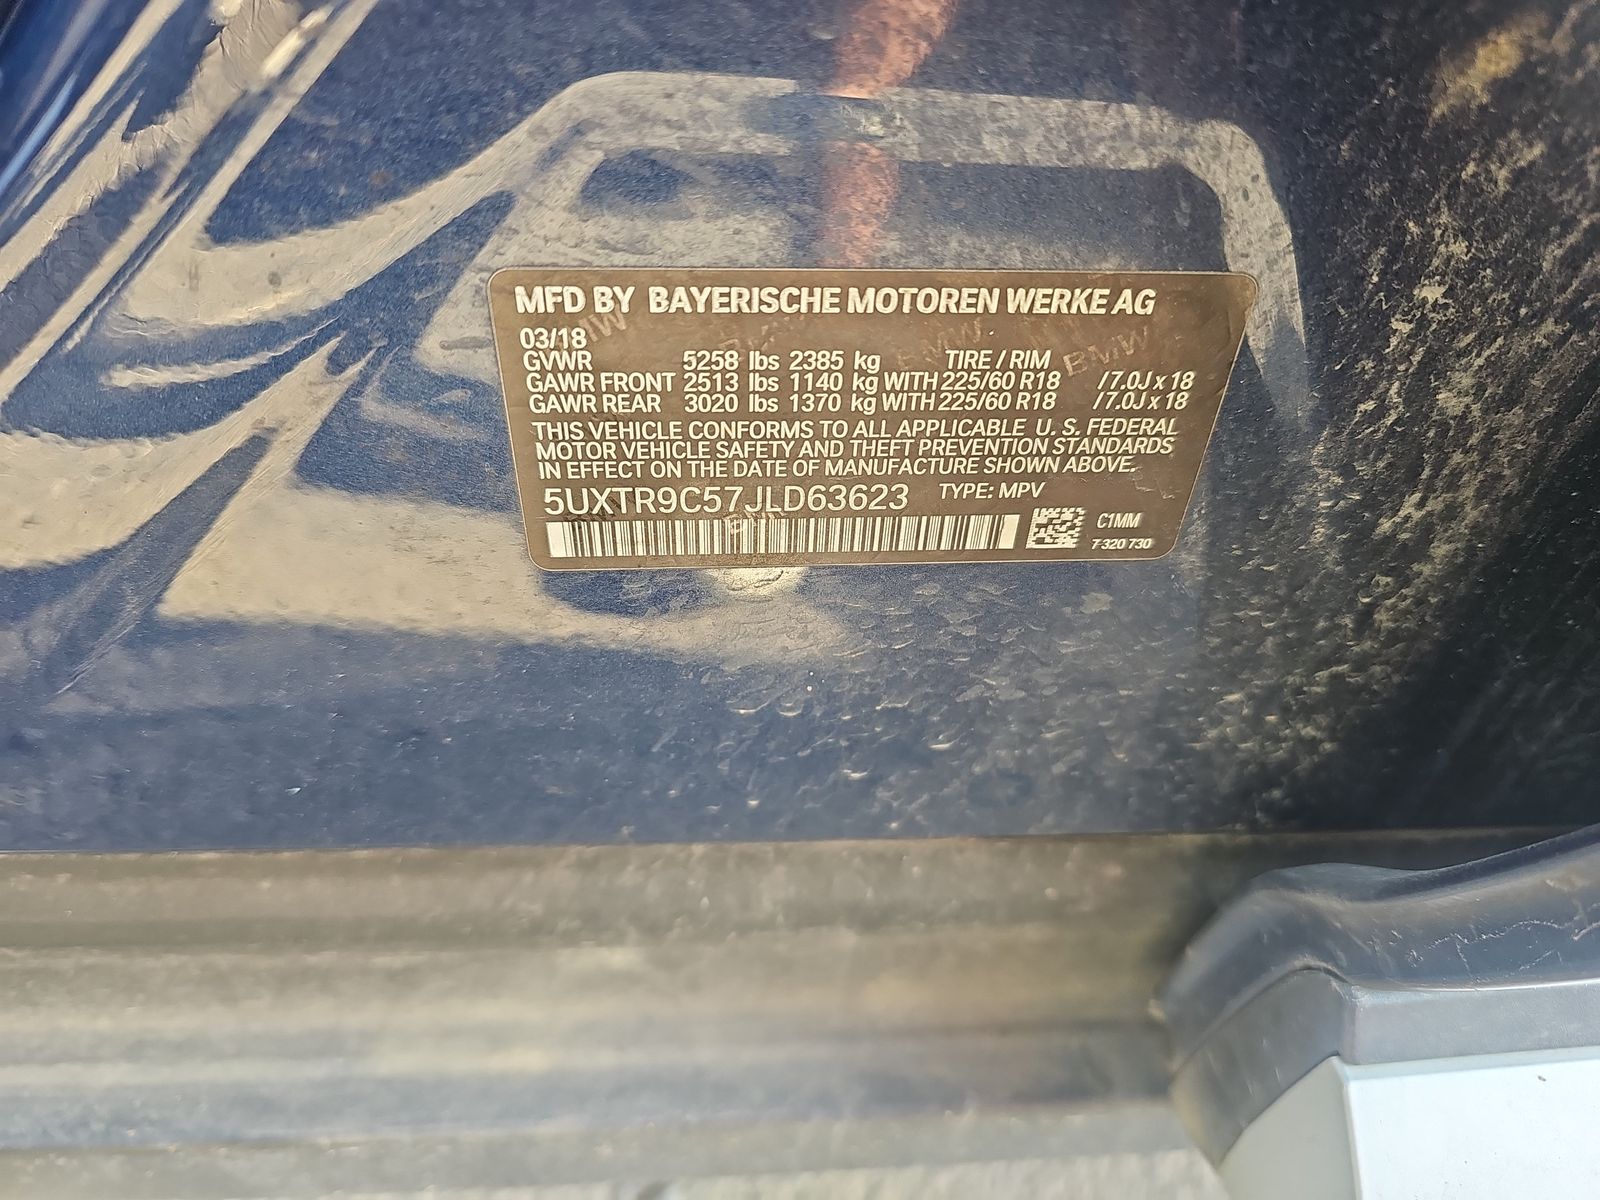 MFD BY BAYERISCHE MOTOREN WERKE AG
03/18
GVWR 5258 lbs 2385 kg TIRE / RIM
GAWR FRONT 2513 lbs 1140 kg WITH 225/60 R18 /7.0J x 18
GAWR REAR 3020 lbs 1370 kg WITH 225/60 R18 /7.0J x 18
THIS VEHICLE CONFORMS TO ALL APPLICABLE U. S. FEDERAL
MOTOR VEHICLE SAFETY AND THEFT PREVENTION STANDARDS
IN EFFECT ON THE DATE OF MANUFACTURE SHOWN ABOVE.
5UXTR9C57JLD63623 TYPE: MPV
C1MM
7 320 730